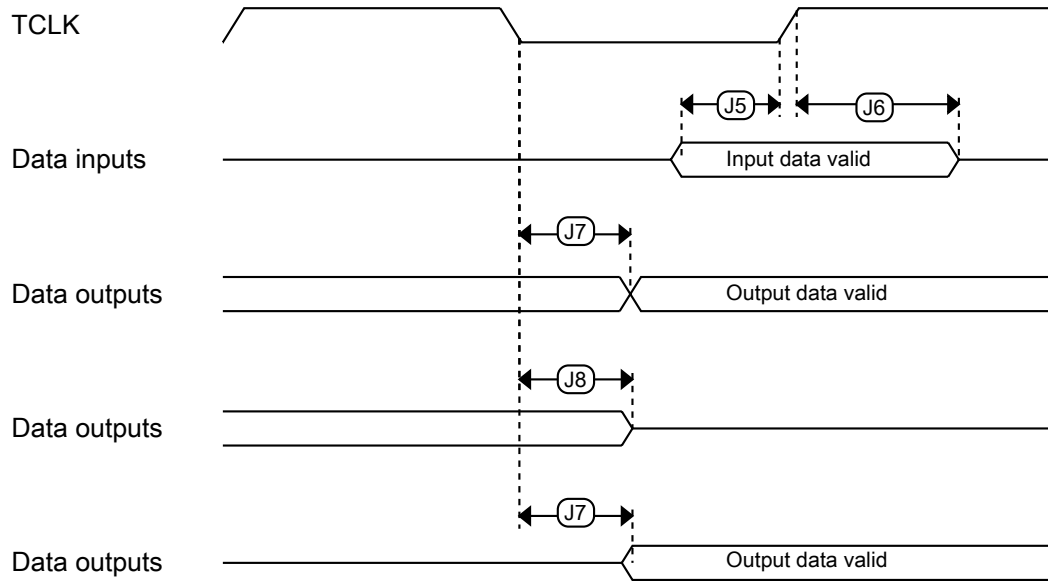 TCLK
J5
J6
Data inputs
Input data valid
J7
Data outputs
Output data valid
J8
Data outputs
J7
Data outputs
Output data valid